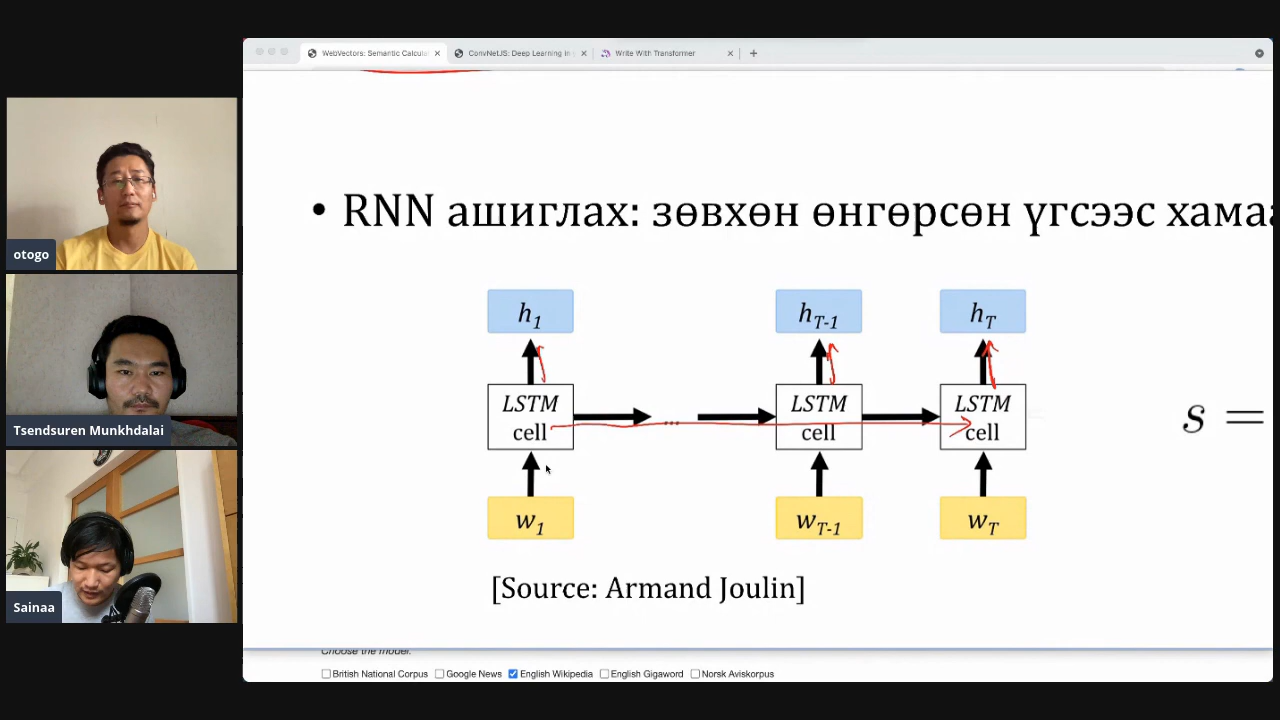 WebVectors: Semantic Calcula
ConvNetJS: Deep Learning in
Write With Transformer
• RNN ашиглах: зөвхөн өнгөрсөн үгсээс хамаа
h1 hT-1 hT
LSTM cell ... LSTM cell LSTM cell
s =
w1 wT-1 wT
[Source: Armand Joulin]
Choose the model:
British National Corpus Google News English Wikipedia English Gigaword Norsk Aviskorpus
otogo
Tsendsuren Munkhdalai
Sainaa